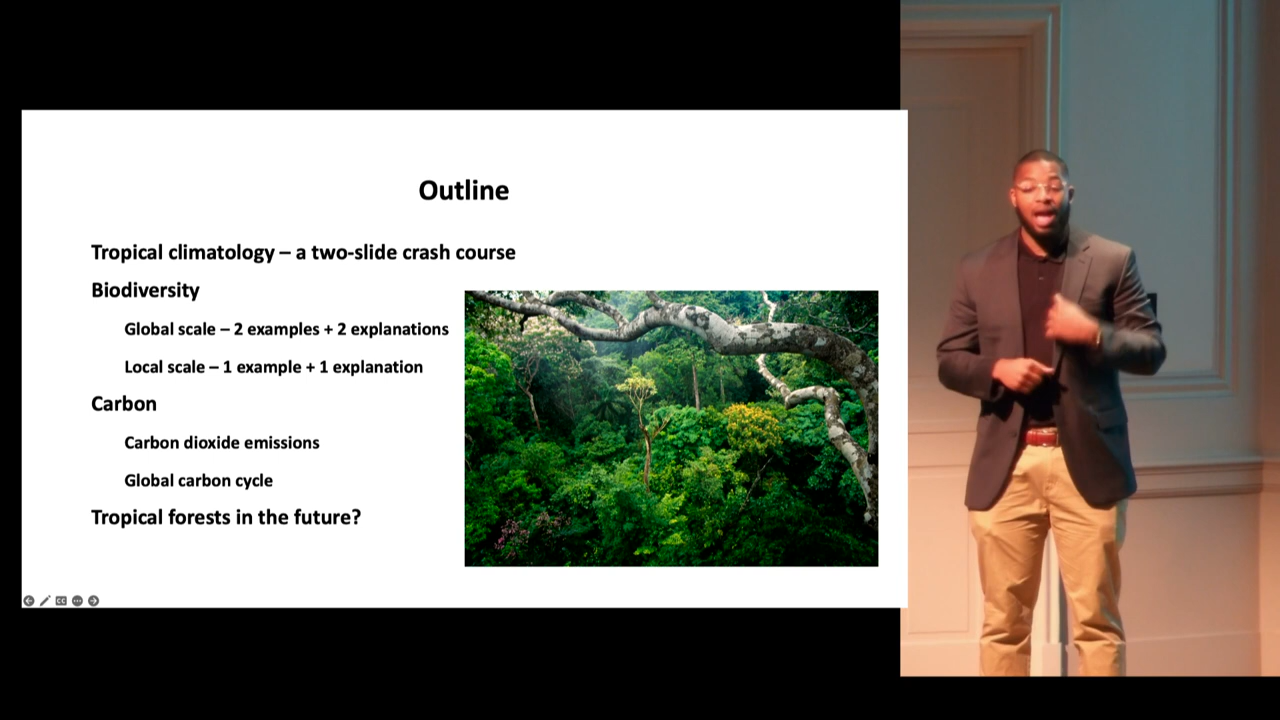 Outline
Tropical climatology – a two-slide crash course
Biodiversity
Global scale – 2 examples + 2 explanations
Local scale – 1 example + 1 explanation
Carbon
Carbon dioxide emissions
Global carbon cycle
Tropical forests in the future?
CC